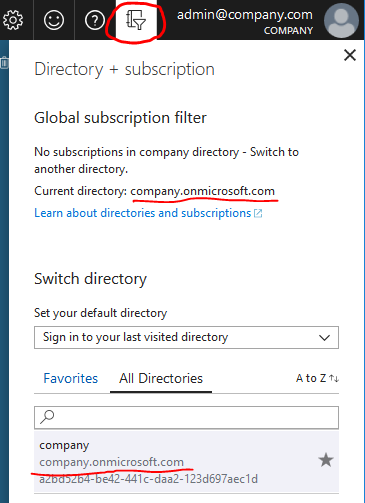 admin@company.com
COMPANY
Directory + subscription
Global subscription filter
No subscriptions in company directory - Switch to
another directory.
Current directory: company.onmicrosoft.com
Learn about directories and subscriptions
Switch directory
Set your default directory
Sign in to your last visited directory
Favorites All Directories A to Z ↑↓
company
company.onmicrosoft.com
a2bd52b4-be42-441c-daa2-123d697aec1d